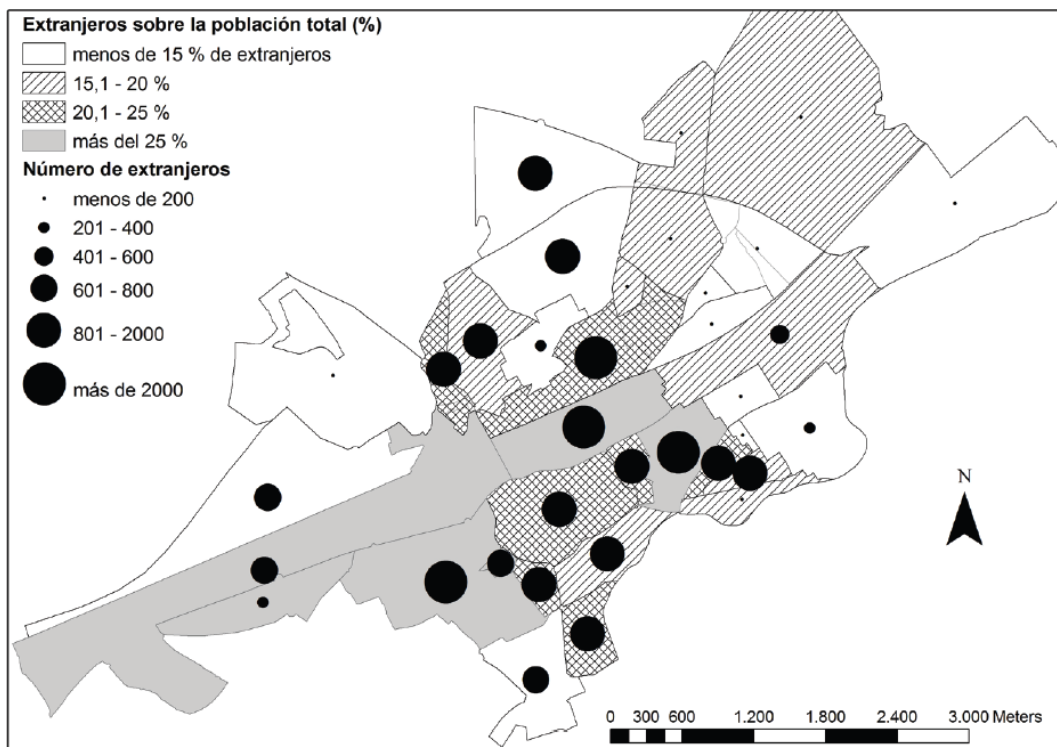 Extranjeros sobre la población total (%)
menos de 15 % de extranjeros
15,1 - 20 %
20,1 - 25 %
más del 25 %
Número de extranjeros
menos de 200
201 - 400
401 - 600
601 - 800
801 - 2000
más de 2000
N
0 300 600 1.200 1.800 2.400 3.000 Meters